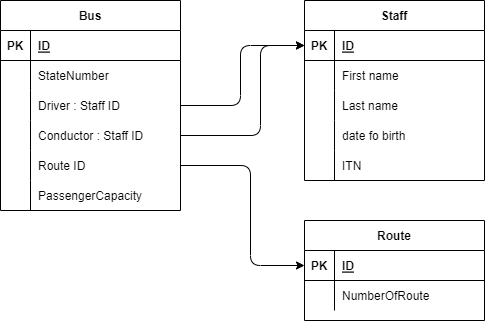 Bus
PK ID
StateNumber
Driver : Staff ID
Conductor : Staff ID
Route ID
PassengerCapacity
Staff
PK ID
First name
Last name
date fo birth
ITN
Route
PK ID
NumberOfRoute